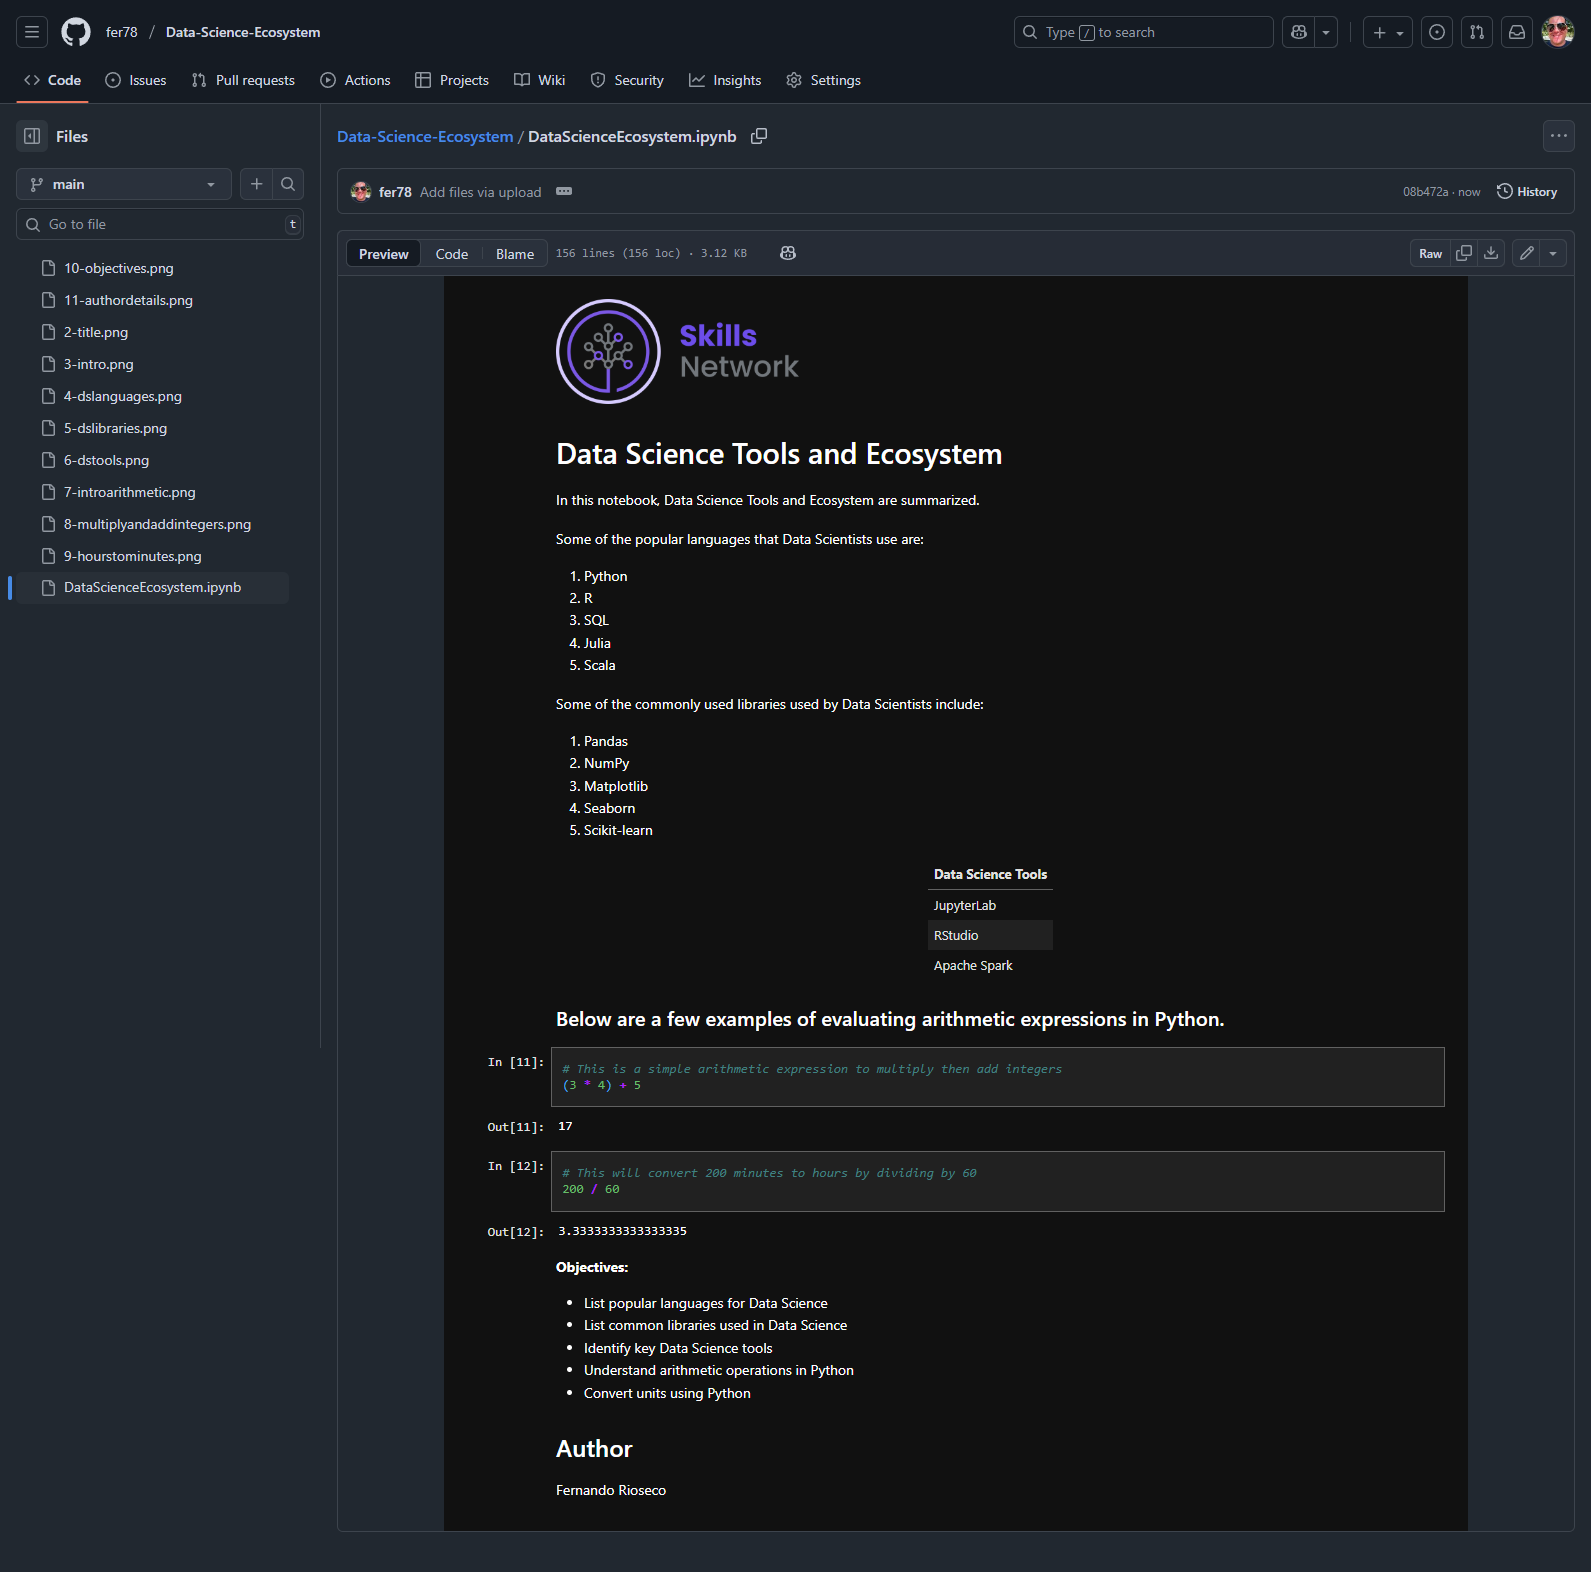 fer78 / Data-Science-Ecosystem
Type / to search
Code Issues Pull requests Actions Projects Wiki Security Insights Settings
Files
main
Go to file t
10-objectives.png
11-authordetails.png
2-title.png
3-intro.png
4-dslanguages.png
5-dslibraries.png
6-dstools.png
7-introarithmetic.png
8-multiplyandaddintegers.png
9-hourstominutes.png
DataScienceEcosystem.ipynb
Data-Science-Ecosystem / DataScienceEcosystem.ipynb
fer78 Add files via upload
08b472a · now History
Preview Code Blame 156 lines (156 loc) · 3.12 KB
Raw
Skills
Network
Data Science Tools and Ecosystem
In this notebook, Data Science Tools and Ecosystem are summarized.
Some of the popular languages that Data Scientists use are:
1. Python
2. R
3. SQL
4. Julia
5. Scala
Some of the commonly used libraries used by Data Scientists include:
1. Pandas
2. NumPy
3. Matplotlib
4. Seaborn
5. Scikit-learn
Data Science Tools
JupyterLab
RStudio
Apache Spark
Below are a few examples of evaluating arithmetic expressions in Python.
In [11]:
# This is a simple arithmetic expression to multiply then add integers
(3 * 4) + 5
Out[11]: 17
In [12]:
# This will convert 200 minutes to hours by dividing by 60
200 / 60
Out[12]: 3.3333333333333335
Objectives:
• List popular languages for Data Science
• List common libraries used in Data Science
• Identify key Data Science tools
• Understand arithmetic operations in Python
• Convert units using Python
Author
Fernando Rioseco